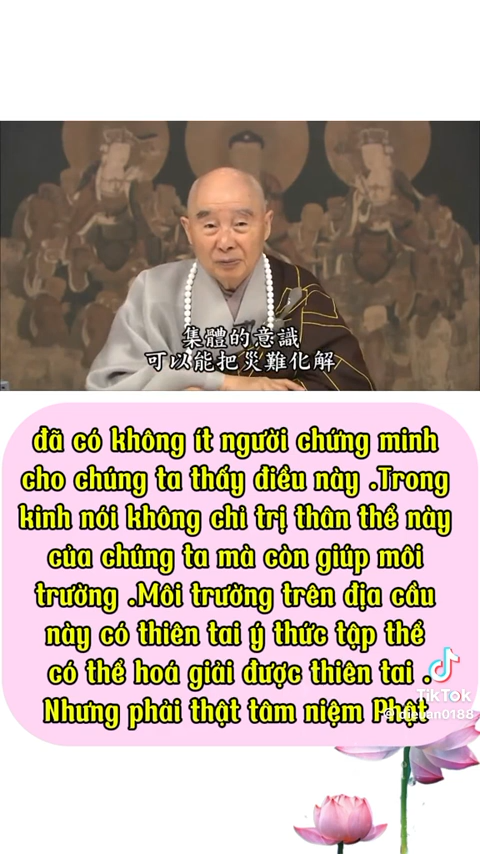 集體的意識
可以能把災難化解
đã có không ít người chứng minh
cho chúng ta thấy điều này .Trong
kinh nói không chỉ trị thân thể này
của chúng ta mà còn giúp môi
trường .Môi trường trên địa cầu
này có thiên tai ý thức tập thể
có thể hoá giải được thiên tai .
Nhưng phải thật tâm niệm Phật
TikTok